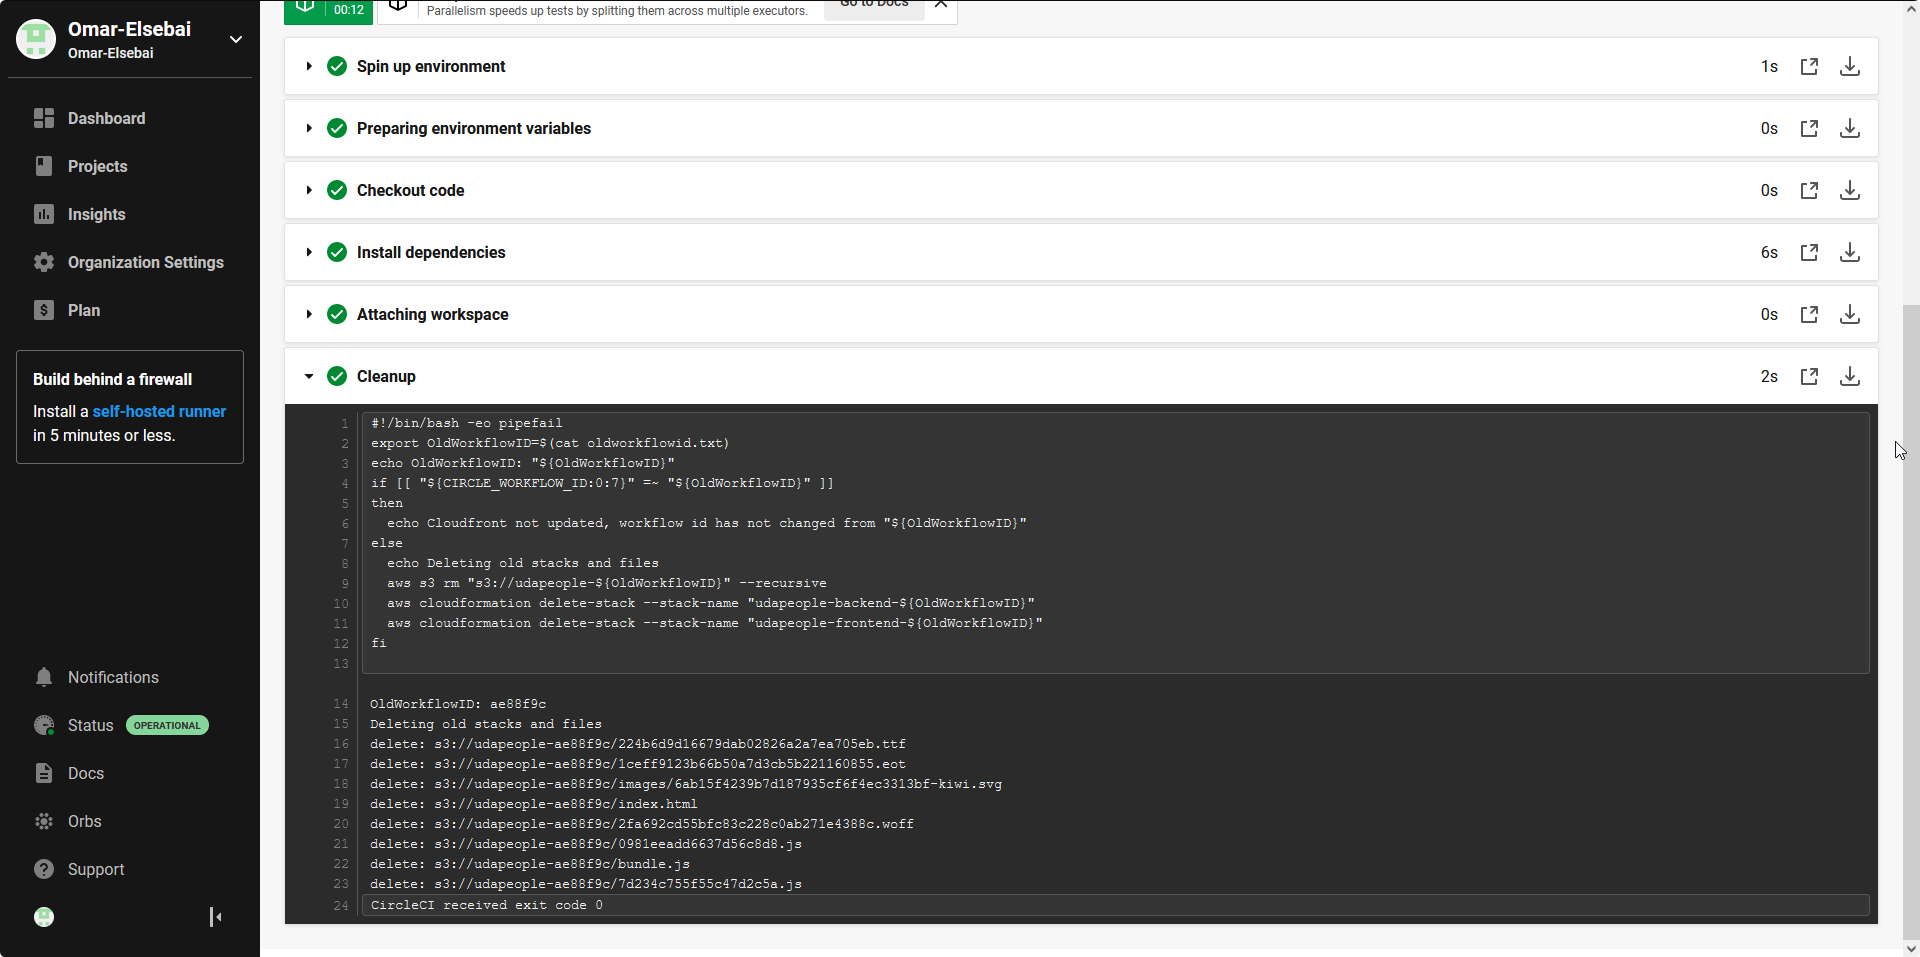 Omar-Elsebai
Omar-Elsebai
Dashboard
Projects
Insights
Organization Settings
Plan
Build behind a firewall
Install a self-hosted runner
in 5 minutes or less.
Notifications
Status OPERATIONAL
Docs
Orbs
Support
00:12
Parallelism speeds up tests by splitting them across multiple executors.
Go to Docs
Spin up environment 1s
Preparing environment variables 0s
Checkout code 0s
Install dependencies 6s
Attaching workspace 0s
Cleanup 2s
1 #!/bin/bash -eo pipefail
2 export OldWorkflowID=$(cat oldworkflowid.txt)
3 echo OldWorkflowID: "${OldWorkflowID}"
4 if [[ "${CIRCLE_WORKFLOW_ID:0:7}" =~ "${OldWorkflowID}" ]]
5 then
6   echo Cloudfront not updated, workflow id has not changed from "${OldWorkflowID}"
7 else
8   echo Deleting old stacks and files
9   aws s3 rm "s3://udapeople-${OldWorkflowID}" --recursive
10   aws cloudformation delete-stack --stack-name "udapeople-backend-${OldWorkflowID}"
11   aws cloudformation delete-stack --stack-name "udapeople-frontend-${OldWorkflowID}"
12 fi
13
14 OldWorkflowID: ae88f9c
15 Deleting old stacks and files
16 delete: s3://udapeople-ae88f9c/224b6d9d16679dab02826a2a7ea705eb.ttf
17 delete: s3://udapeople-ae88f9c/1ceff9123b66b50a7d3cb5b221160855.eot
18 delete: s3://udapeople-ae88f9c/images/6ab15f4239b7d187935cf6f4ec3313bf-kiwi.svg
19 delete: s3://udapeople-ae88f9c/index.html
20 delete: s3://udapeople-ae88f9c/2fa692cd55bfc83c228c0ab271e4388c.woff
21 delete: s3://udapeople-ae88f9c/0981eeadd6637d56c8d8.js
22 delete: s3://udapeople-ae88f9c/bundle.js
23 delete: s3://udapeople-ae88f9c/7d234c755f55c47d2c5a.js
24 CircleCI received exit code 0